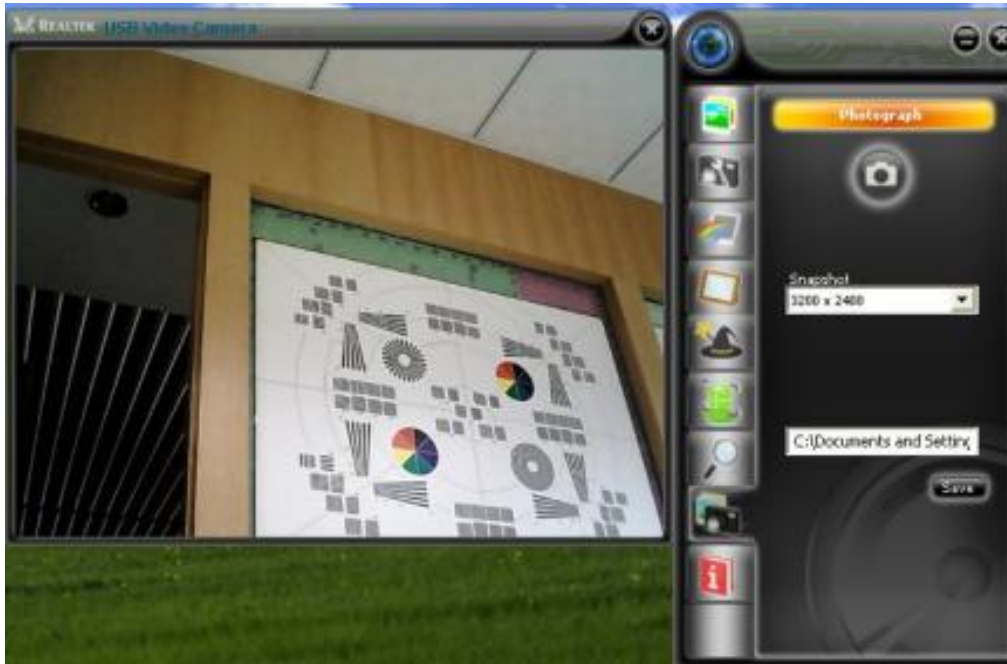 REALTEK USB Video Camera
Photograph
Snapshot
3200 x 2400
C:\Documents and Setting
Save